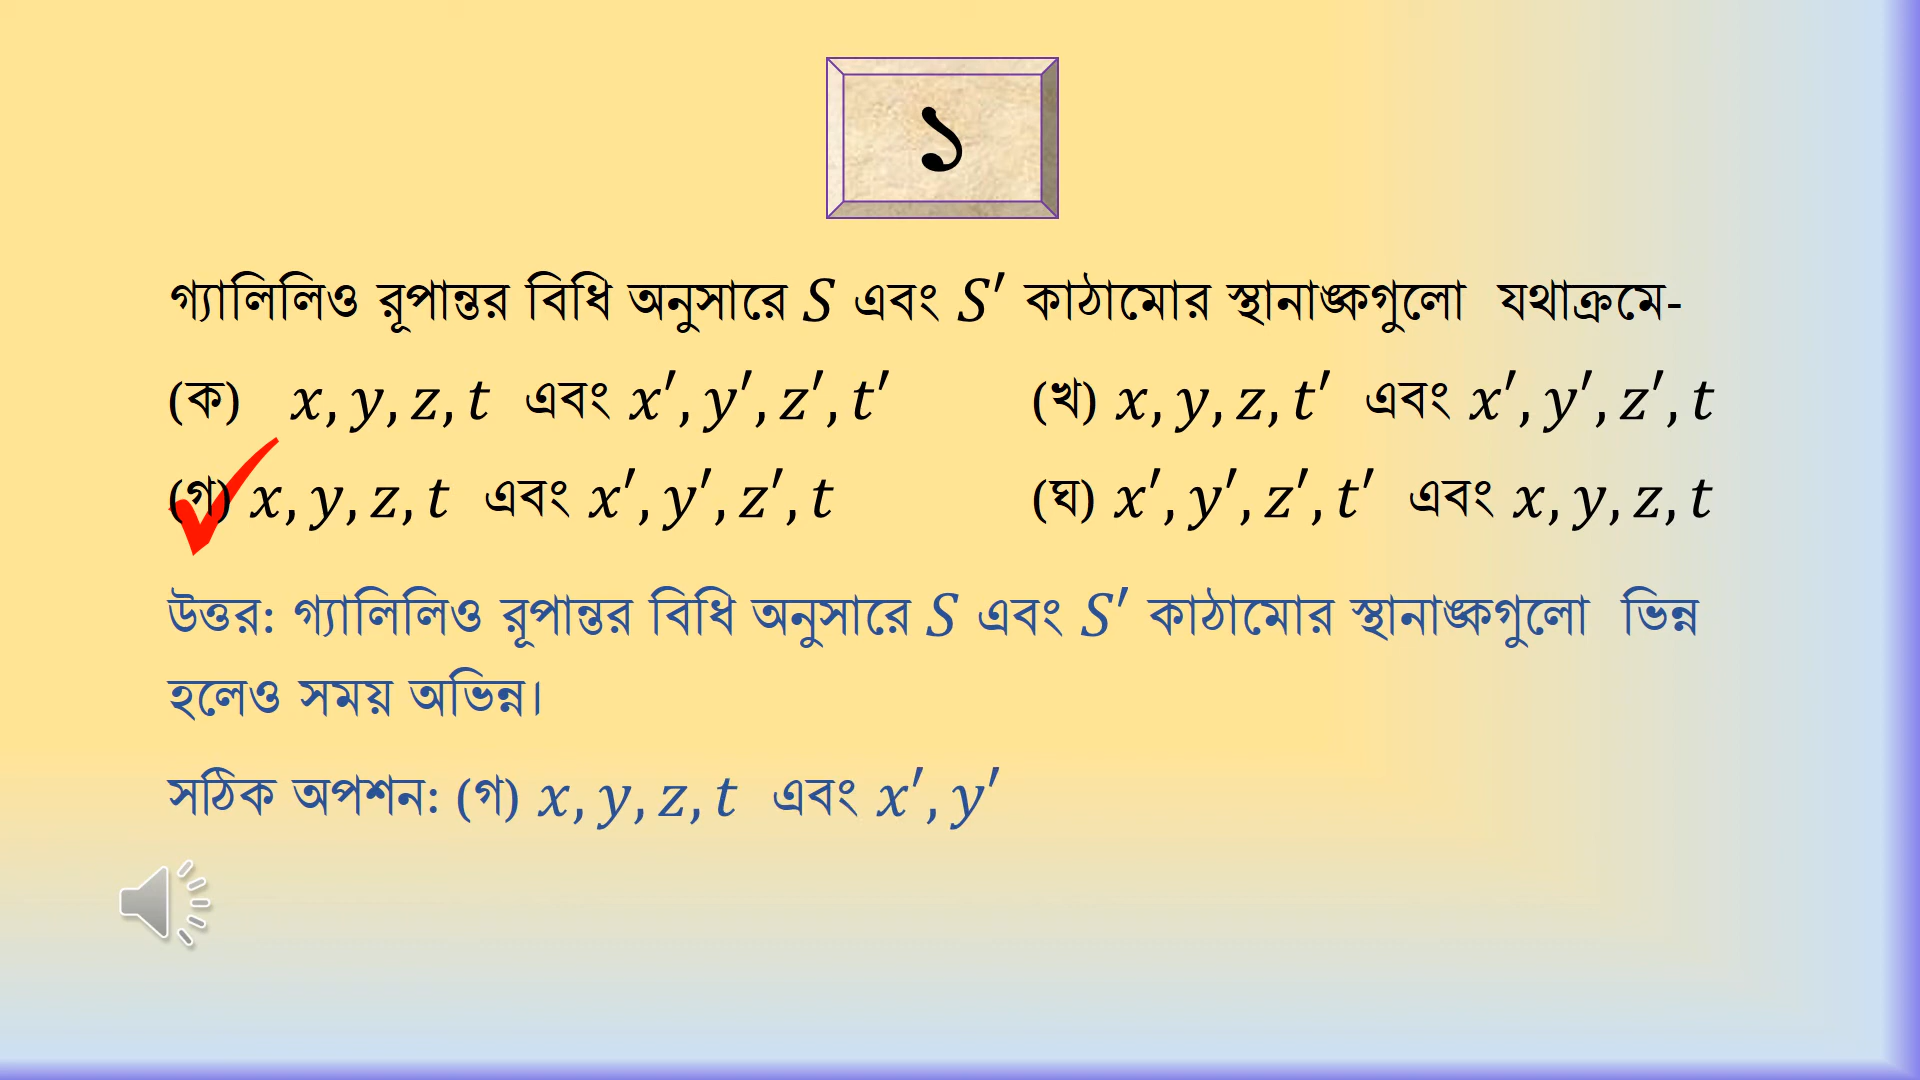 ১
গ্যালিলিও রূপান্তর বিধি অনুসারে S এবং S′ কাঠামোর স্থানাঙ্কগুলো যথাক্রমে-
(ক) x, y, z, t এবং x′, y′, z′, t′ (খ) x, y, z, t′ এবং x′, y′, z′, t
(গ) x, y, z, t এবং x′, y′, z′, t (ঘ) x′, y′, z′, t′ এবং x, y, z, t
উত্তর: গ্যালিলিও রূপান্তর বিধি অনুসারে S এবং S′ কাঠামোর স্থানাঙ্কগুলো ভিন্ন
হলেও সময় অভিন্ন।
সঠিক অপশন: (গ) x, y, z, t এবং x′, y′